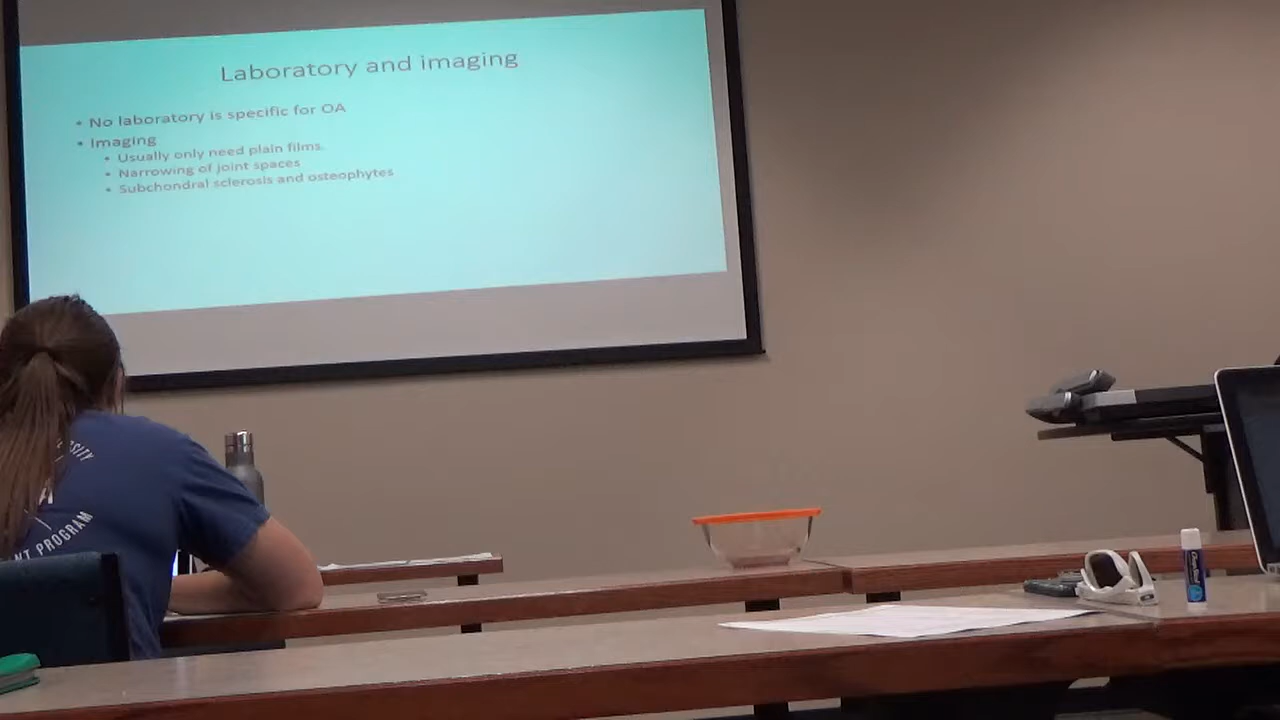 Laboratory and imaging
• No laboratory is specific for OA
• Imaging
• Usually only need plain films.
• Narrowing of joint spaces
• Subchondral sclerosis and osteophytes
PROGRAM